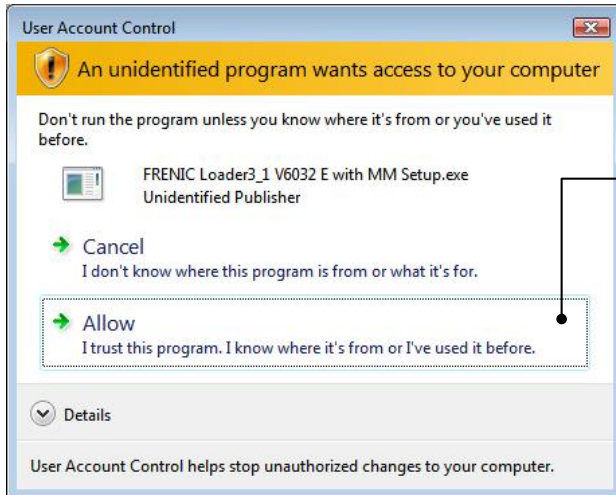 User Account Control
An unidentified program wants access to your computer
Don't run the program unless you know where it's from or you've used it
before.
FRENIC Loader3_1 V6032 E with MM Setup.exe
Unidentified Publisher
Cancel
I don't know where this program is from or what it's for.
Allow
I trust this program. I know where it's from or I've used it before.
Details
User Account Control helps stop unauthorized changes to your computer.